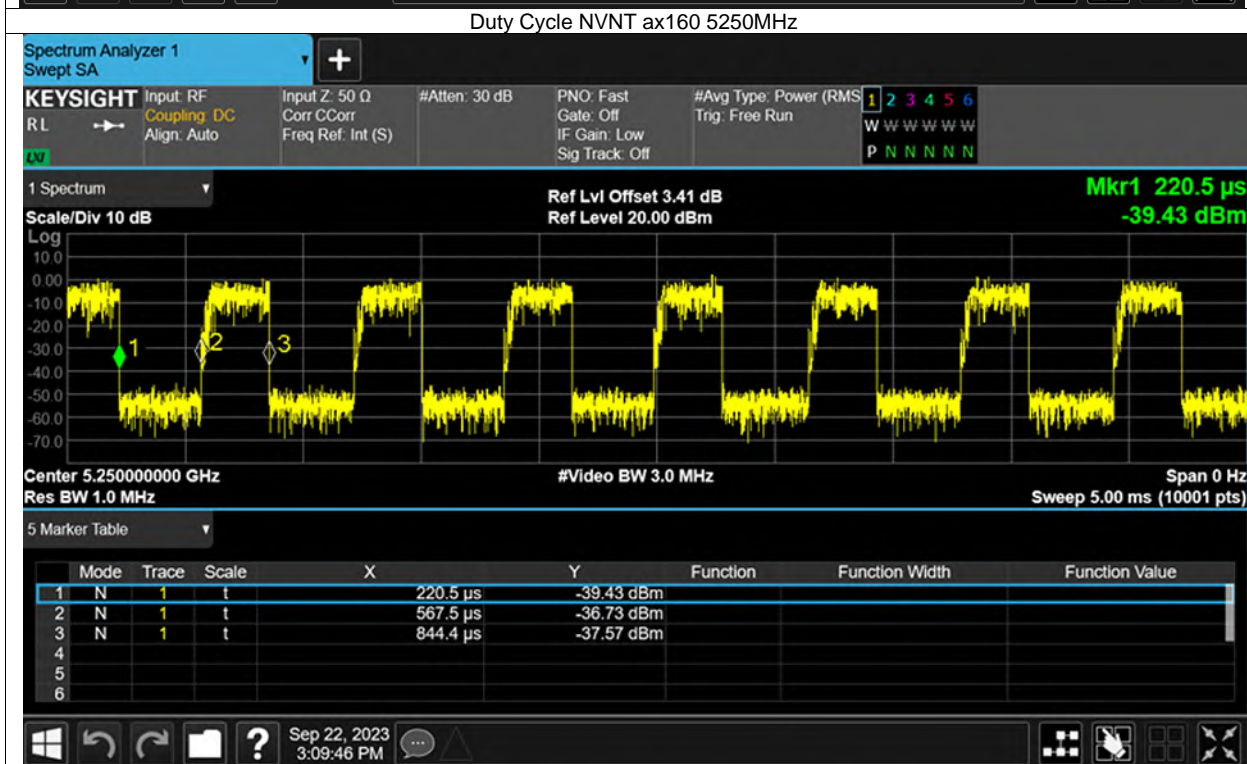 Duty Cycle NVNT ax160 5250MHz
Spectrum Analyzer 1
Swept SA
+
KEYSIGHT Input: RF Input Z: 50 Ω #Atten: 30 dB PNO: Fast #Avg Type: Power (RMS 1 2 3 4 5 6
RL Coupling: DC Corr CCorr Gate: Off Trig: Free Run W W W W W W
Align: Auto Freq Ref: Int (S) IF Gain: Low P N N N N N
LXI Sig Track: Off
1 Spectrum Ref Lvl Offset 3.41 dB Mkr1 220.5 µs
Scale/Div 10 dB Ref Level 20.00 dBm -39.43 dBm
Log
10.0
0.00
-10.0
-20.0
-30.0 1 2 3
-40.0
-50.0
-60.0
-70.0
Center 5.250000000 GHz #Video BW 3.0 MHz Span 0 Hz
Res BW 1.0 MHz Sweep 5.00 ms (10001 pts)
5 Marker Table
Mode Trace Scale X Y Function Function Width Function Value
1 N 1 t 220.5 µs -39.43 dBm
2 N 1 t 567.5 µs -36.73 dBm
3 N 1 t 844.4 µs -37.57 dBm
4
5
6
? Sep 22, 2023
3:09:46 PM